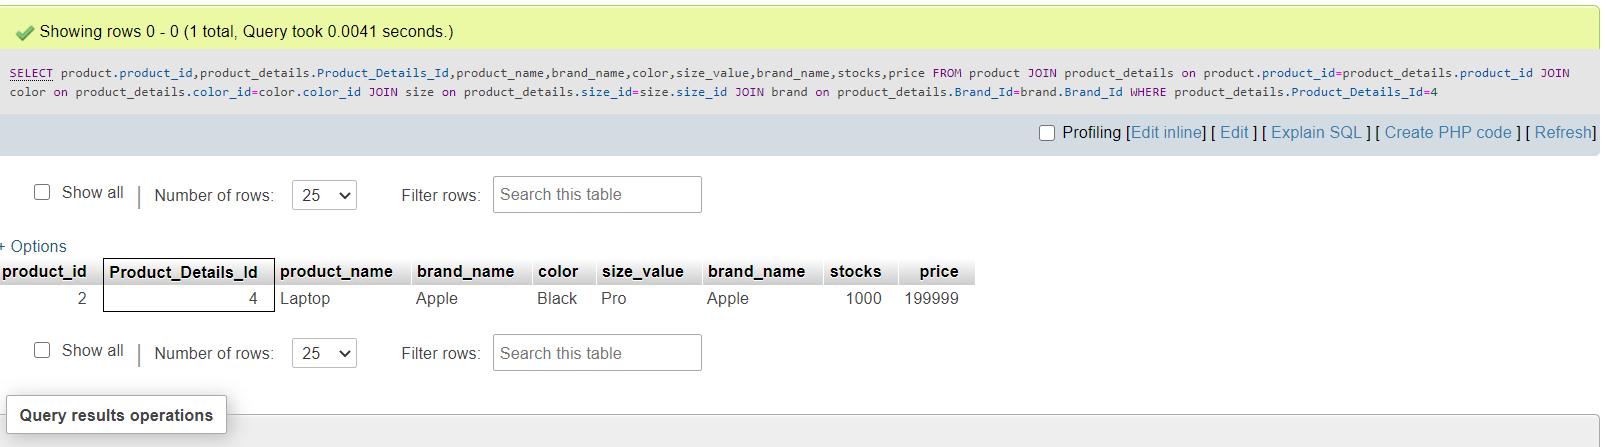 Showing rows 0 - 0 (1 total, Query took 0.0041 seconds.)
SELECT product.product_id,product_details.Product_Details_Id,product_name,brand_name,color,size_value,brand_name,stocks,price FROM product JOIN product_details on product.product_id=product_details.product_id JOIN
color on product_details.color_id=color.color_id JOIN size on product_details.size_id=size.size_id JOIN brand on product_details.Brand_Id=brand.Brand_Id WHERE product_details.Product_Details_Id=4
Profiling [Edit inline] [ Edit ] [ Explain SQL ] [ Create PHP code ] [ Refresh]
Show all | Number of rows: 25 Filter rows: Search this table
+ Options
product_id Product_Details_Id product_name brand_name color size_value brand_name stocks price
2 4 Laptop Apple Black Pro Apple 1000 199999
Show all | Number of rows: 25 Filter rows: Search this table
Query results operations